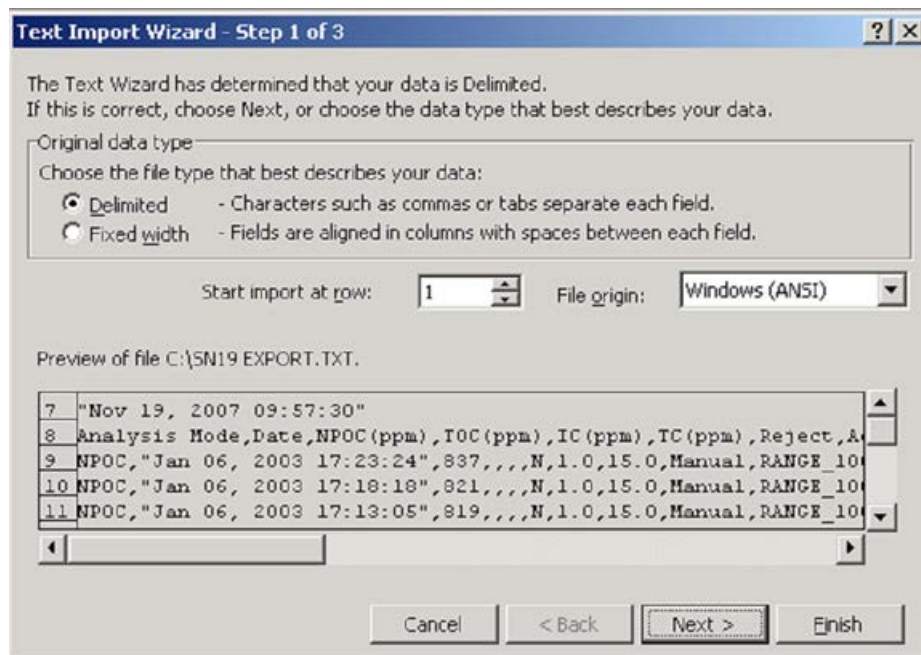 Text Import Wizard - Step 1 of 3
The Text Wizard has determined that your data is Delimited.
If this is correct, choose Next, or choose the data type that best describes your data.
Original data type
Choose the file type that best describes your data:
Delimited - Characters such as commas or tabs separate each field.
Fixed width - Fields are aligned in columns with spaces between each field.
Start import at row: 1 File origin: Windows (ANSI)
Preview of file C:\SN19 EXPORT.TXT.
7 "Nov 19, 2007 09:57:30"
8 Analysis Mode,Date,NPOC(ppm),TOC(ppm),IC(ppm),TC(ppm),Reject,
9 NPOC,"Jan 06, 2003 17:23:24",837,,,,N,1.0,15.0,Manual,RANGE_10
10 NPOC,"Jan 06, 2003 17:18:18",821,,,,N,1.0,15.0,Manual,RANGE_10
11 NPOC,"Jan 06, 2003 17:13:05",819,,,,N,1.0,15.0,Manual,RANGE_10
Cancel < Back Next > Finish